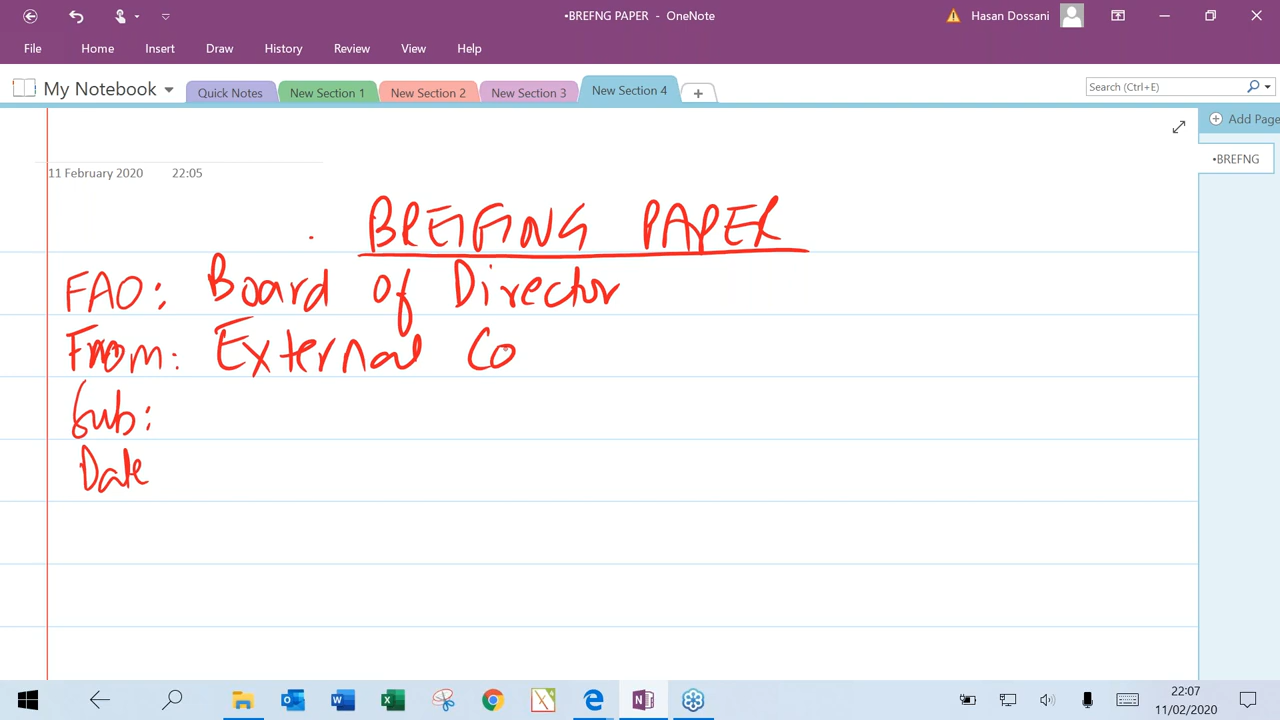 •BREFNG PAPER - OneNote
Hasan Dossani
File Home Insert Draw History Review View Help
My Notebook Quick Notes New Section 1 New Section 2 New Section 3 New Section 4
Search (Ctrl+E)
Add Page
•BREFNG
11 February 2020 22:05
BREIFING PAPER
FAO: Board of Director
From: External Co
Sub:
Date
22:07
11/02/2020